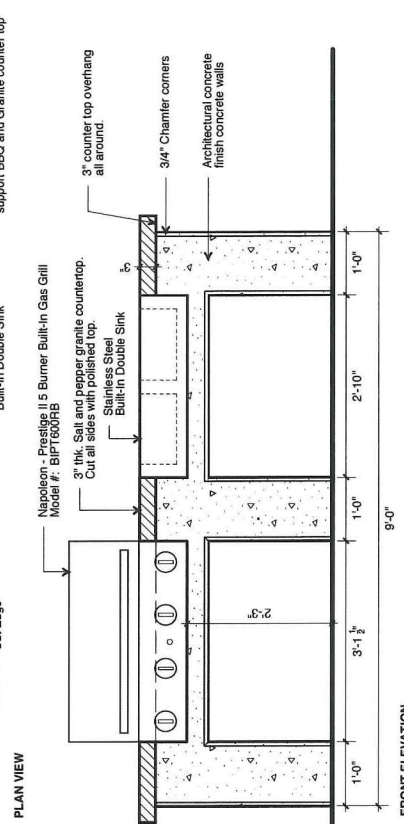 support BBQ and Granite counter top
Built-in Double Sink
PLAN VIEW
Napoleon - Prestige II 5 Burner Built-In Gas Grill
Model #: BIPT600RB
3" thk. Salt and pepper granite countertop.
Cut all sides with polished top.
Stainless Steel
Built-In Double Sink
3" counter top overhang
all around.
3/4" Chamfer corners
Architectural concrete
finish concrete walls
3"
2'-3"
1'-0"
3'-1 1/2"
1'-0"
2'-10"
1'-0"
9'-0"
FRONT ELEVATION